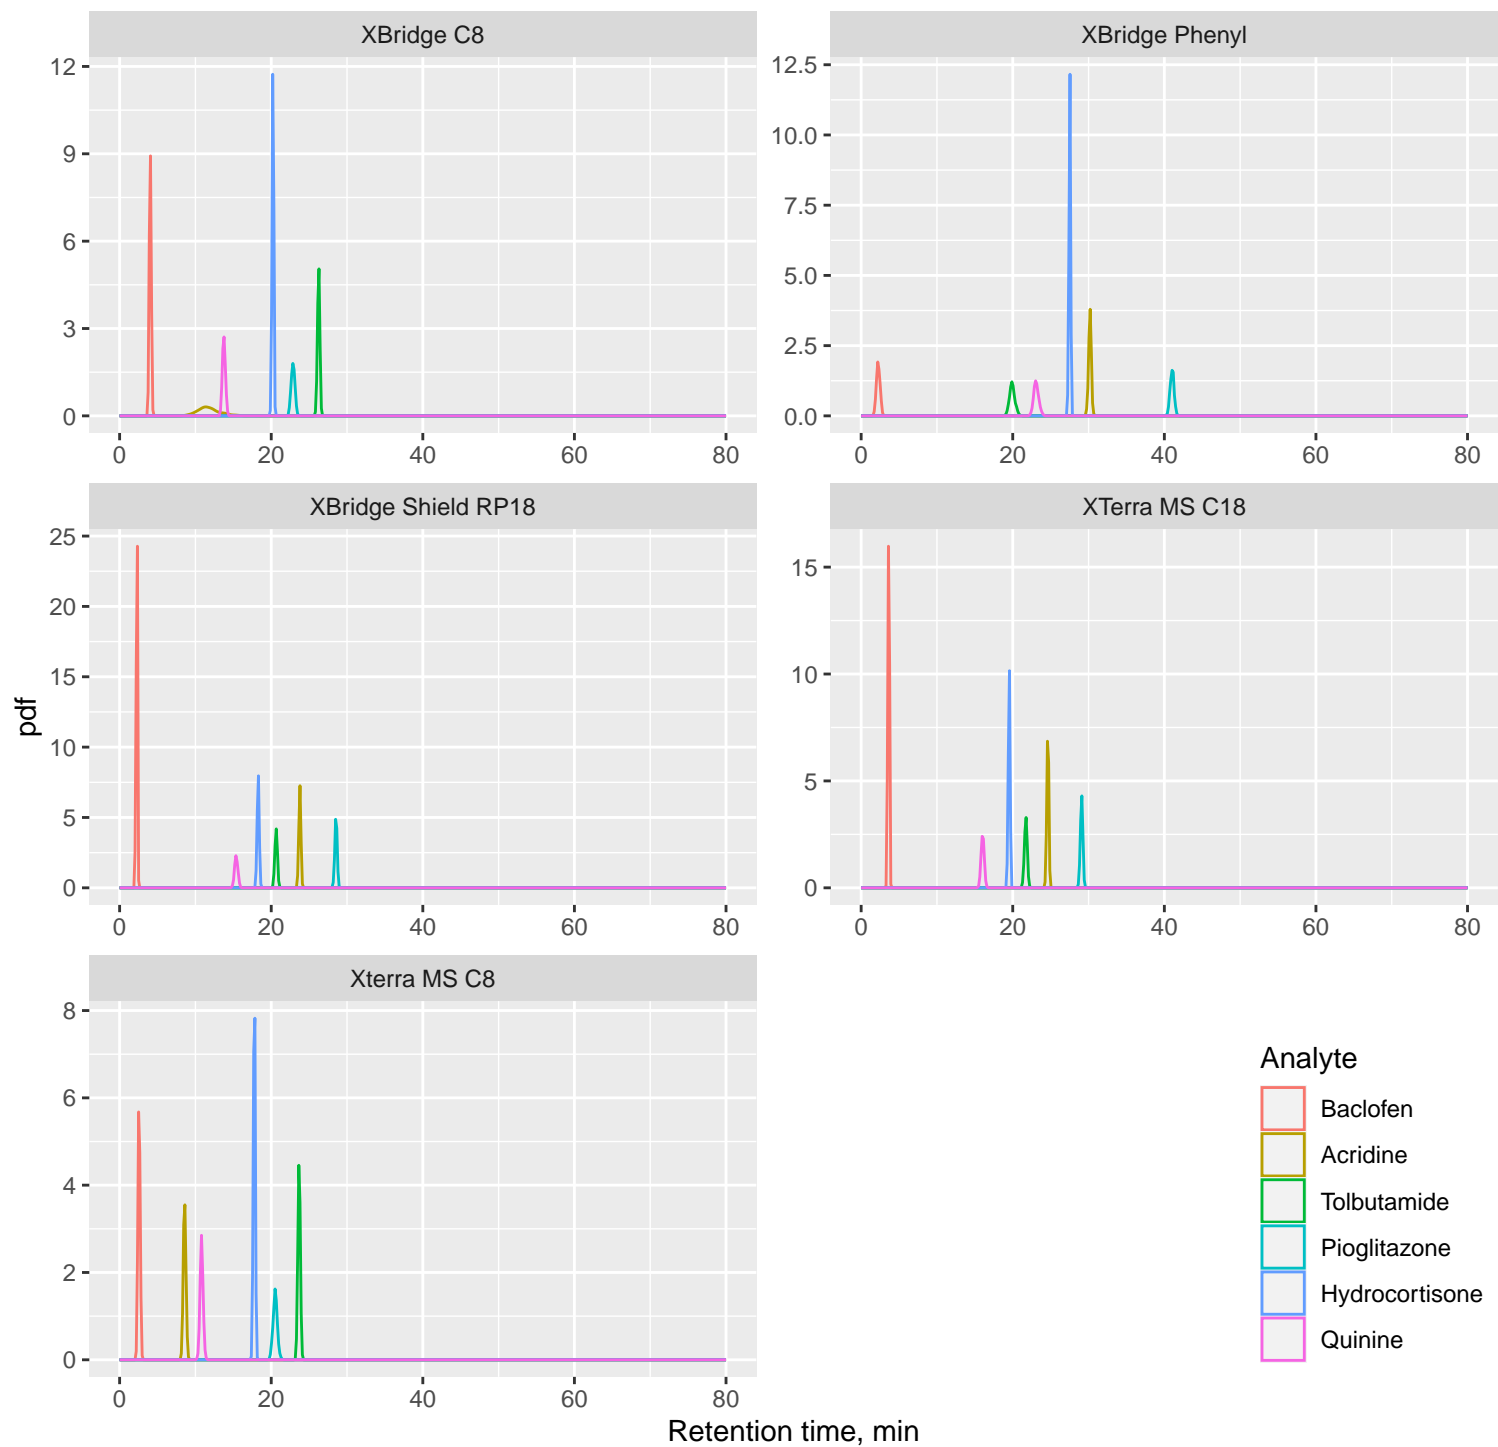 XBridge C8
XBridge Phenyl
12
9
6
3
0
0 20 40 60 80
12.5
10.0
7.5
5.0
2.5
0.0
0 20 40 60 80
XBridge Shield RP18
XTerra MS C18
25
20
15
10
5
0
0 20 40 60 80
15
10
5
0
0 20 40 60 80
pdf
Xterra MS C8
8
6
4
2
0
0 20 40 60 80
Retention time, min
Analyte
Baclofen
Acridine
Tolbutamide
Pioglitazone
Hydrocortisone
Quinine